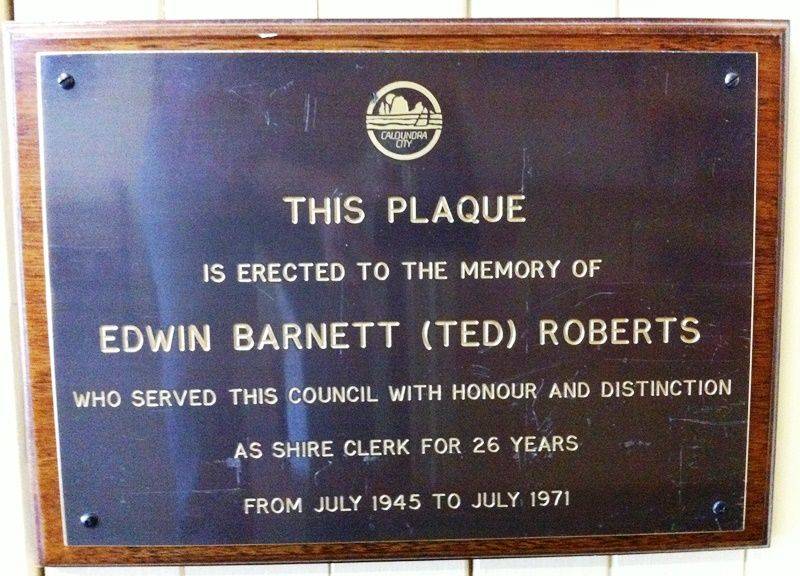 CALOUNDRA
CITY
THIS PLAQUE
IS ERECTED TO THE MEMORY OF
EDWIN BARNETT (TED) ROBERTS
WHO SERVED THIS COUNCIL WITH HONOUR AND DISTINCTION
AS SHIRE CLERK FOR 26 YEARS
FROM JULY 1945 TO JULY 1971